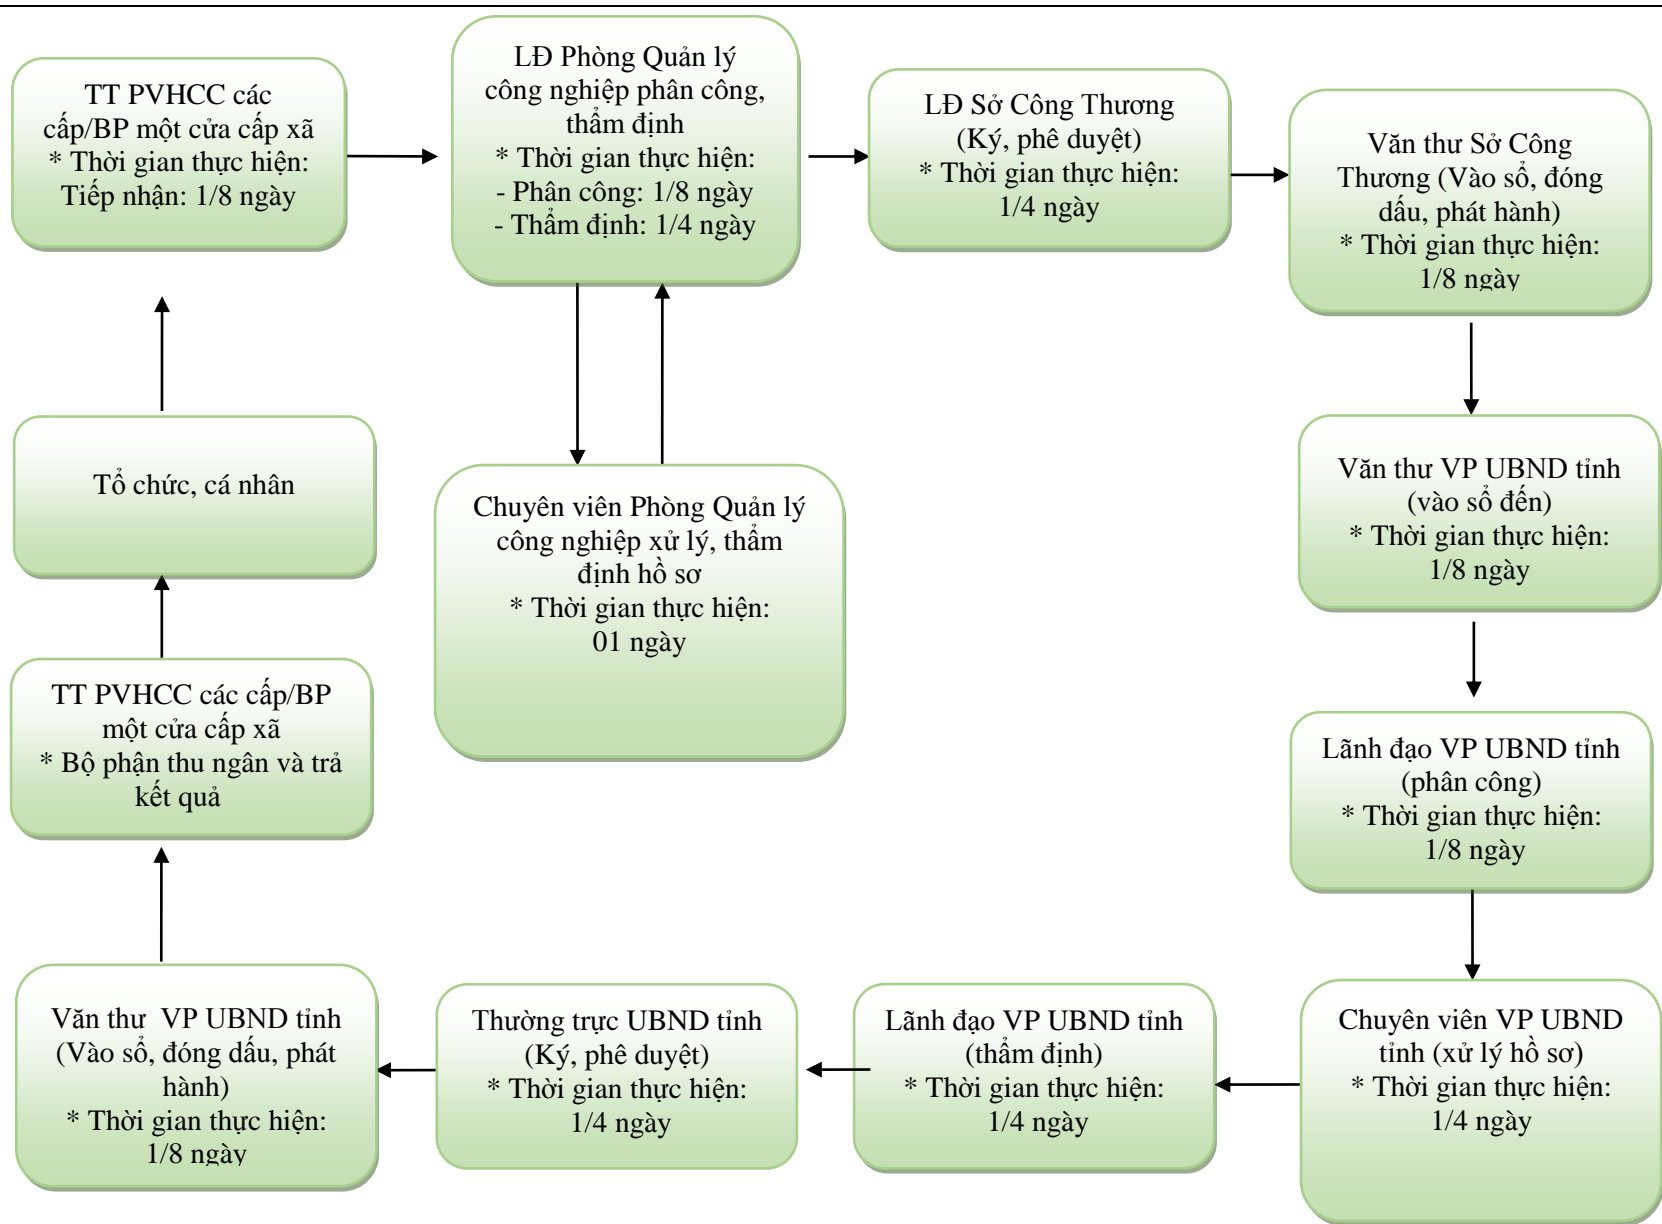 TT PVHCC các
cấp/BP một cửa cấp xã
* Thời gian thực hiện:
Tiếp nhận: 1/8 ngày
LĐ Phòng Quản lý
công nghiệp phân công,
thẩm định
* Thời gian thực hiện:
- Phân công: 1/8 ngày
- Thẩm định: 1/4 ngày
LĐ Sở Công Thương
(Ký, phê duyệt)
* Thời gian thực hiện:
1/4 ngày
Văn thư Sở Công
Thương (Vào sổ, đóng
dấu, phát hành)
* Thời gian thực hiện:
1/8 ngày
Tổ chức, cá nhân
Chuyên viên Phòng Quản lý
công nghiệp xử lý, thẩm
định hồ sơ
* Thời gian thực hiện:
01 ngày
Văn thư VP UBND tỉnh
(vào sổ đến)
* Thời gian thực hiện:
1/8 ngày
TT PVHCC các cấp/BP
một cửa cấp xã
* Bộ phận thu ngân và trả
kết quả
Lãnh đạo VP UBND tỉnh
(phân công)
* Thời gian thực hiện:
1/8 ngày
Văn thư  VP UBND tỉnh
(Vào sổ, đóng dấu, phát
hành)
* Thời gian thực hiện:
1/8 ngày
Thường trực UBND tỉnh
(Ký, phê duyệt)
* Thời gian thực hiện:
1/4 ngày
Lãnh đạo VP UBND tỉnh
(thẩm định)
* Thời gian thực hiện:
1/4 ngày
Chuyên viên VP UBND
tỉnh (xử lý hồ sơ)
* Thời gian thực hiện:
1/4 ngày